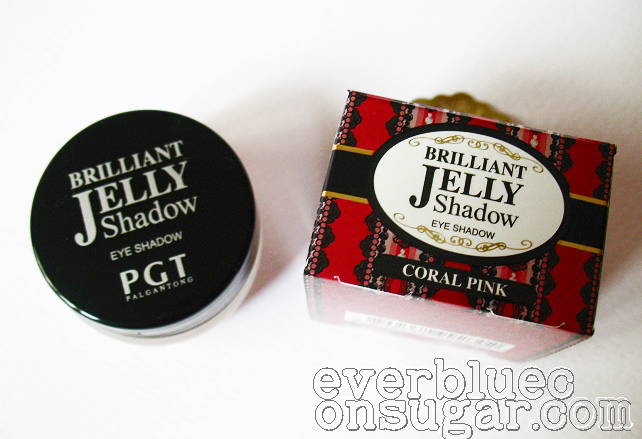 BRILLIANT
JELLY
Shadow
EYE SHADOW
PGT
PALGANTONG
BRILLIANT
JELLY
Shadow
EYE SHADOW
CORAL PINK
everbluec
onsugar.com